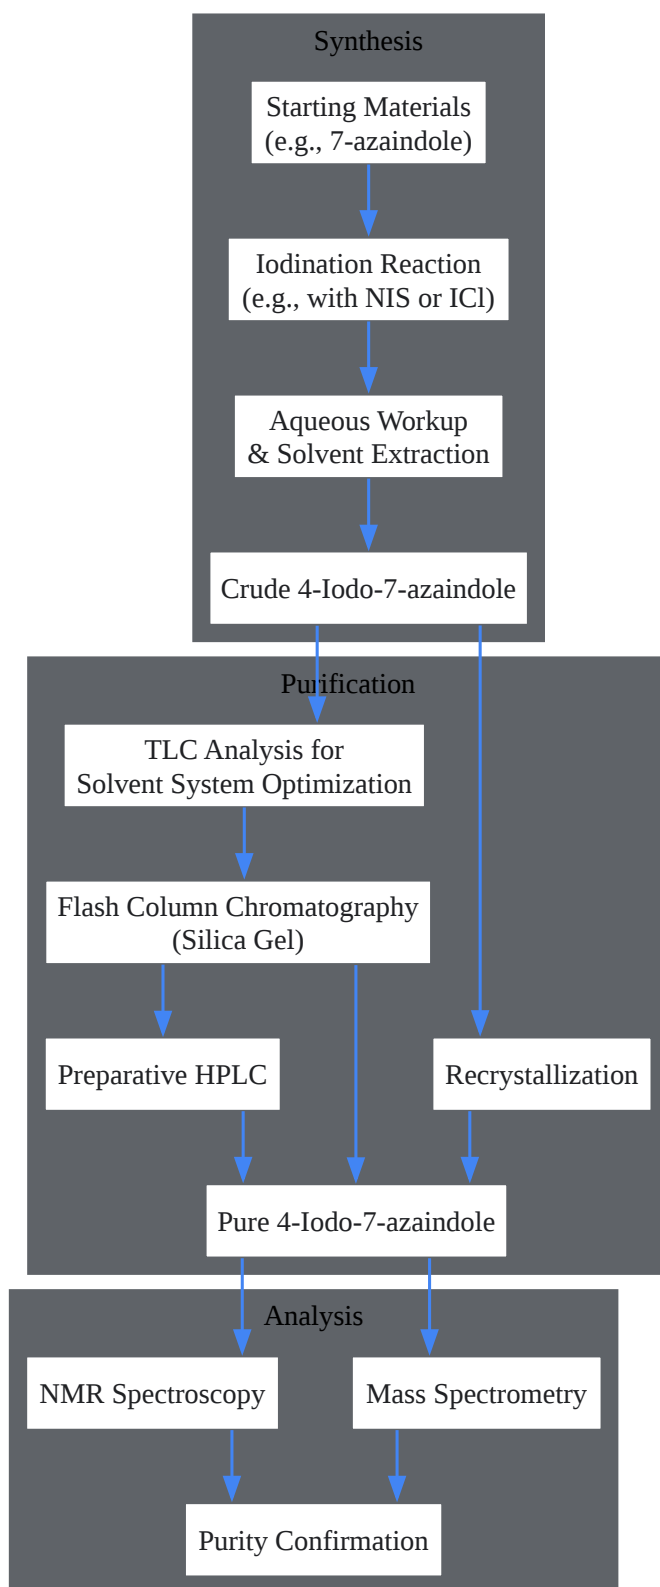 Synthesis
Starting Materials
(e.g., 7-azaindole)
Iodination Reaction
(e.g., with NIS or ICl)
Aqueous Workup
& Solvent Extraction
Crude 4-Iodo-7-azaindole
Purification
TLC Analysis for
Solvent System Optimization
Flash Column Chromatography
(Silica Gel)
Preparative HPLC
Recrystallization
Pure 4-Iodo-7-azaindole
Analysis
NMR Spectroscopy
Mass Spectrometry
Purity Confirmation